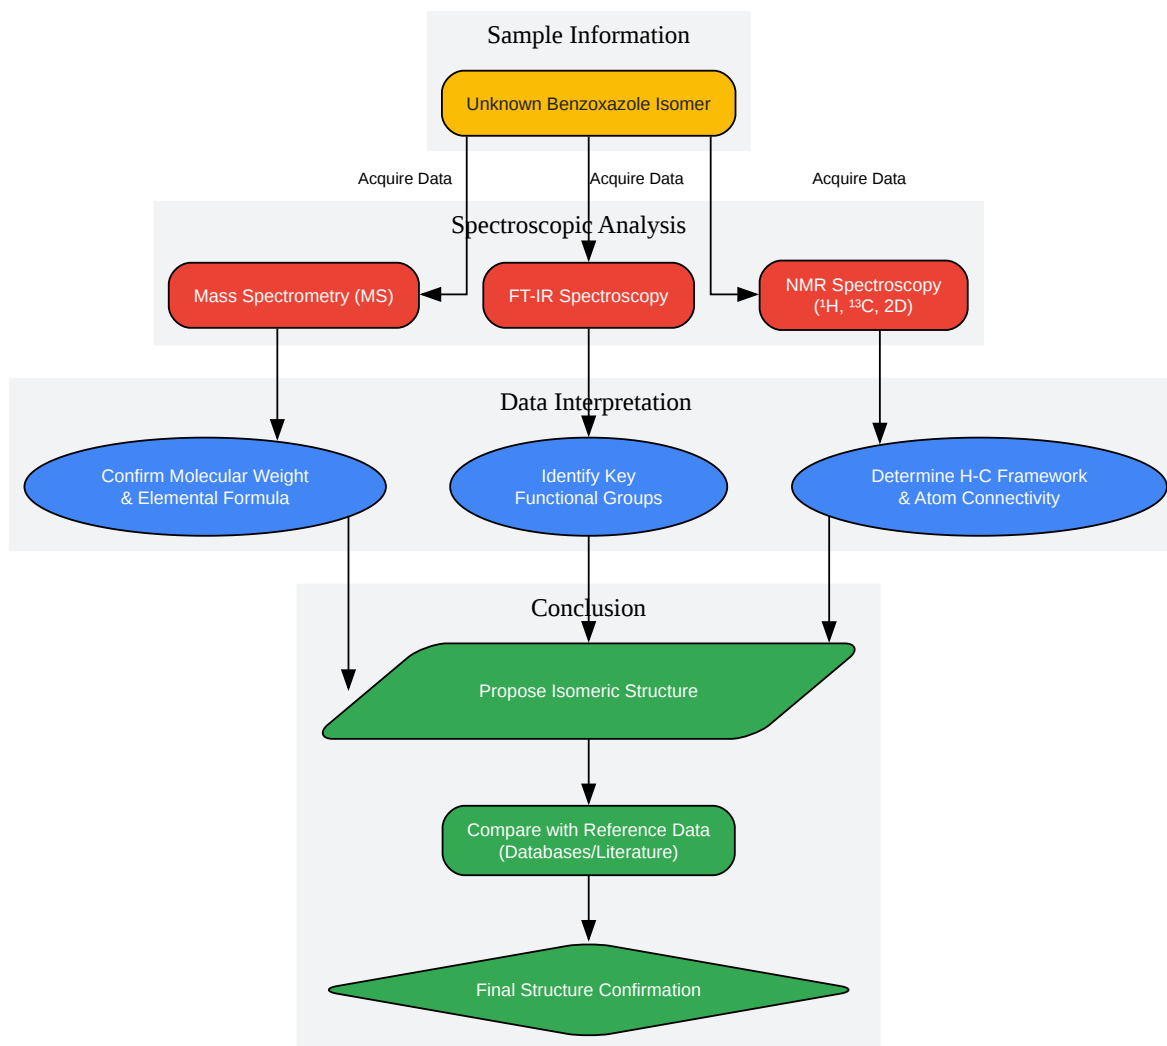 Sample Information
Unknown Benzoxazole Isomer
Acquire Data
Acquire Data
Acquire Data
Spectroscopic Analysis
Mass Spectrometry (MS)
FT-IR Spectroscopy
NMR Spectroscopy
(¹H, ¹³C, 2D)
Data Interpretation
Confirm Molecular Weight
& Elemental Formula
Identify Key
Functional Groups
Determine H-C Framework
& Atom Connectivity
Conclusion
Propose Isomeric Structure
Compare with Reference Data
(Databases/Literature)
Final Structure Confirmation